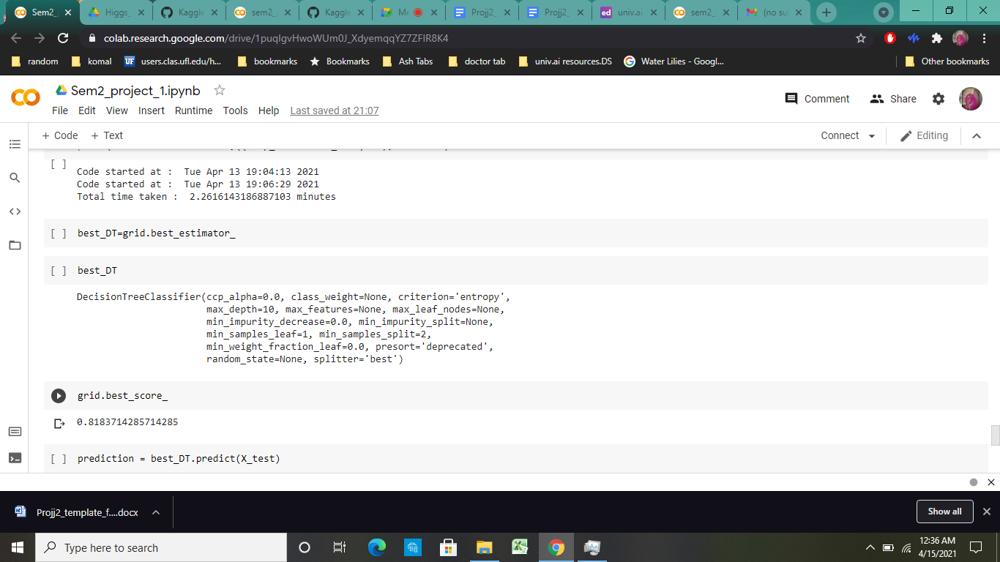 Sem2_
Higgs_
Kaggle
sem2_
Kaggle
Me
Projj2_
Projj2_
ed univ.ai
sem2_
(no su
colab.research.google.com/drive/1puqIgvHwoWUm0J_XdyemqqYZ7ZFIR8K4
random
komal
UF users.clas.ufl.edu/h...
bookmarks
Bookmarks
Ash Tabs
doctor tab
univ.ai resources.DS
Water Lilies - Googl...
Other bookmarks
Sem2_project_1.ipynb
Comment
Share
File Edit View Insert Runtime Tools Help Last saved at 21:07
+ Code + Text
Connect
Editing
[ ]
Code started at :  Tue Apr 13 19:04:13 2021
Code started at :  Tue Apr 13 19:06:29 2021
Total time taken :  2.2616143186887103 minutes
[ ] best_DT=grid.best_estimator_
[ ] best_DT
DecisionTreeClassifier(ccp_alpha=0.0, class_weight=None, criterion='entropy',
max_depth=10, max_features=None, max_leaf_nodes=None,
min_impurity_decrease=0.0, min_impurity_split=None,
min_samples_leaf=1, min_samples_split=2,
min_weight_fraction_leaf=0.0, presort='deprecated',
random_state=None, splitter='best')
grid.best_score_
0.8183714285714285
[ ] prediction = best_DT.predict(X_test)
Projj2_template_f....docx
Show all
Type here to search
12:36 AM
4/15/2021